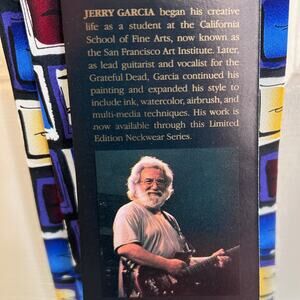 JERRY GARCIA began his creative
life as a student at the California
School of Fine Arts, now known as
the San Francisco Art Institute. Later,
as lead guitarist and vocalist for the
Grateful Dead, Garcia continued his
painting and expanded his style to
include ink, watercolor, airbrush, and
multi-media techniques. His work is
now available through this Limited
Edition Neckwear Series.